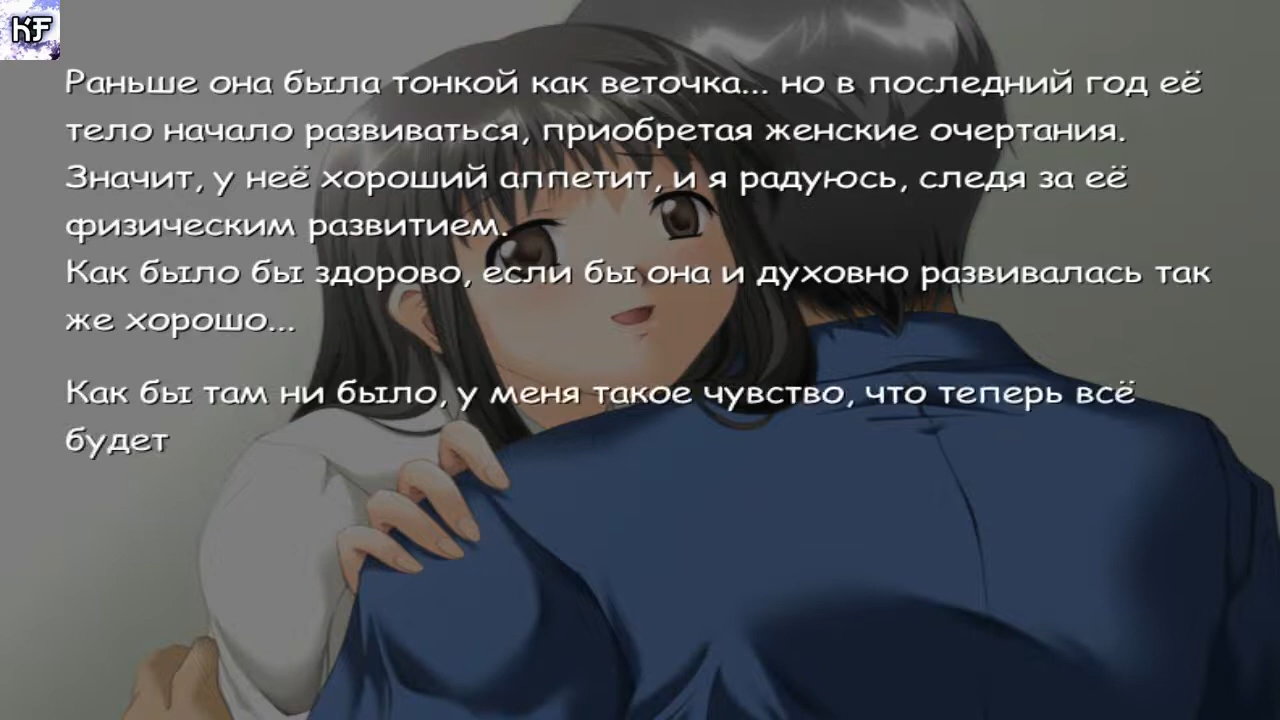 KF
Раньше она была тонкой как веточка... но в последний год её
тело начало развиваться, приобретая женские очертания.
Значит, у неё хороший аппетит, и я радуюсь, следя за её
физическим развитием.
Как было бы здорово, если бы она и духовно развивалась так
же хорошо...
Как бы там ни было, у меня такое чувство, что теперь всё
будет